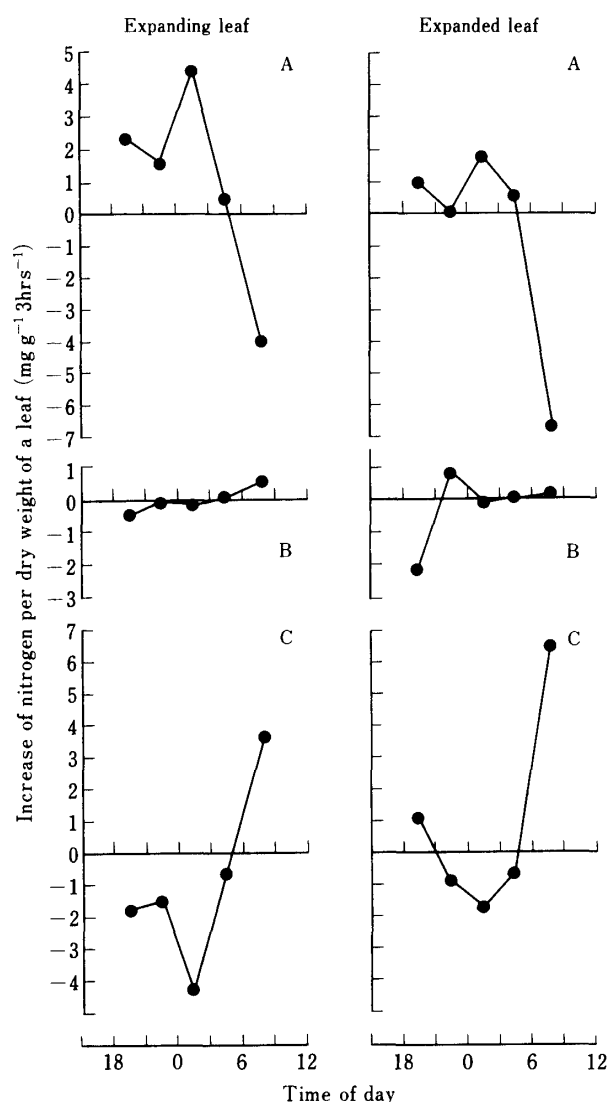 Expanding leaf
Expanded leaf
A
A
5
4
3
2
1
0
−1
−2
−3
−4
−5
−6
−7
1
0
−1
−2
−3
B
B
7
6
5
4
3
2
1
0
−1
−2
−3
−4
C
C
Increase of nitrogen per dry weight of a leaf (mg g⁻¹ 3hrs⁻¹)
18 0 6 12
18 0 6 12
Time of day